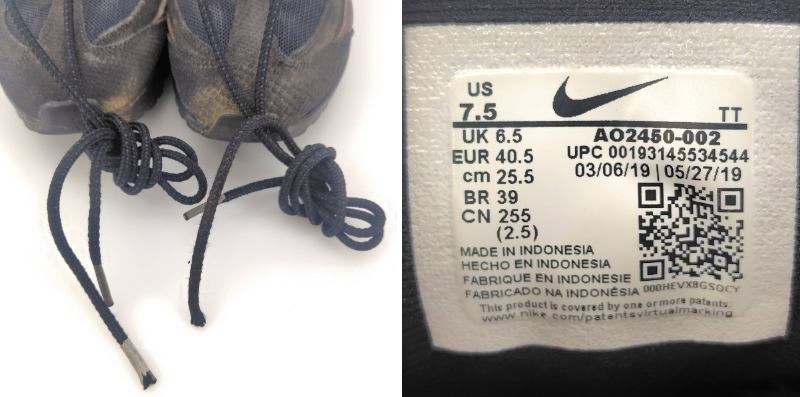 US
7.5
TT
UK 6.5
AO2450-002
EUR 40.5
UPC 00193145534544
cm 25.5
03/06/19 | 05/27/19
BR 39
CN 255
(2.5)
MADE IN INDONESIA
HECHO EN INDONESIA
FABRIQUE EN INDONESIE
FABRICADO NA INDONÉSIA
000HEVX8GSQCY
This product is covered by one or more patents.
www.nike.com/patentsvirtualmarking